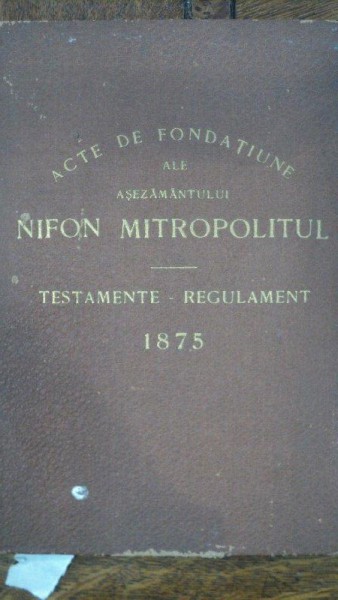 ACTE DE FONDAȚIUNE
ALE
AȘEZĂMÂNTULUI
NIFON MITROPOLITUL
TESTAMENTE - REGULAMENT
1875